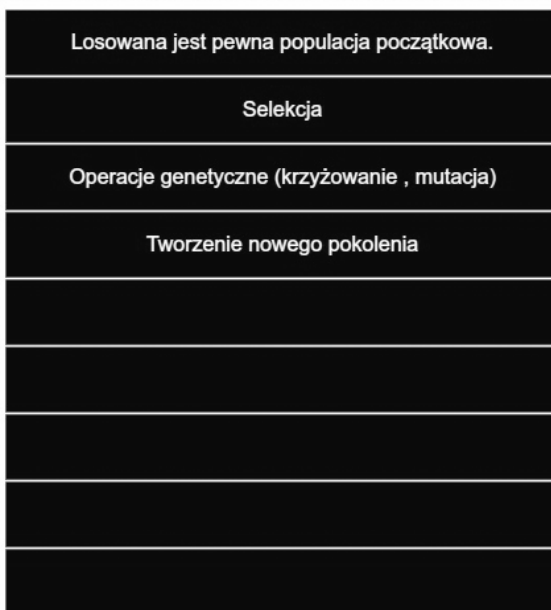 Losowana jest pewna populacja początkowa.
Selekcja
Operacje genetyczne (krzyżowanie , mutacja)
Tworzenie nowego pokolenia